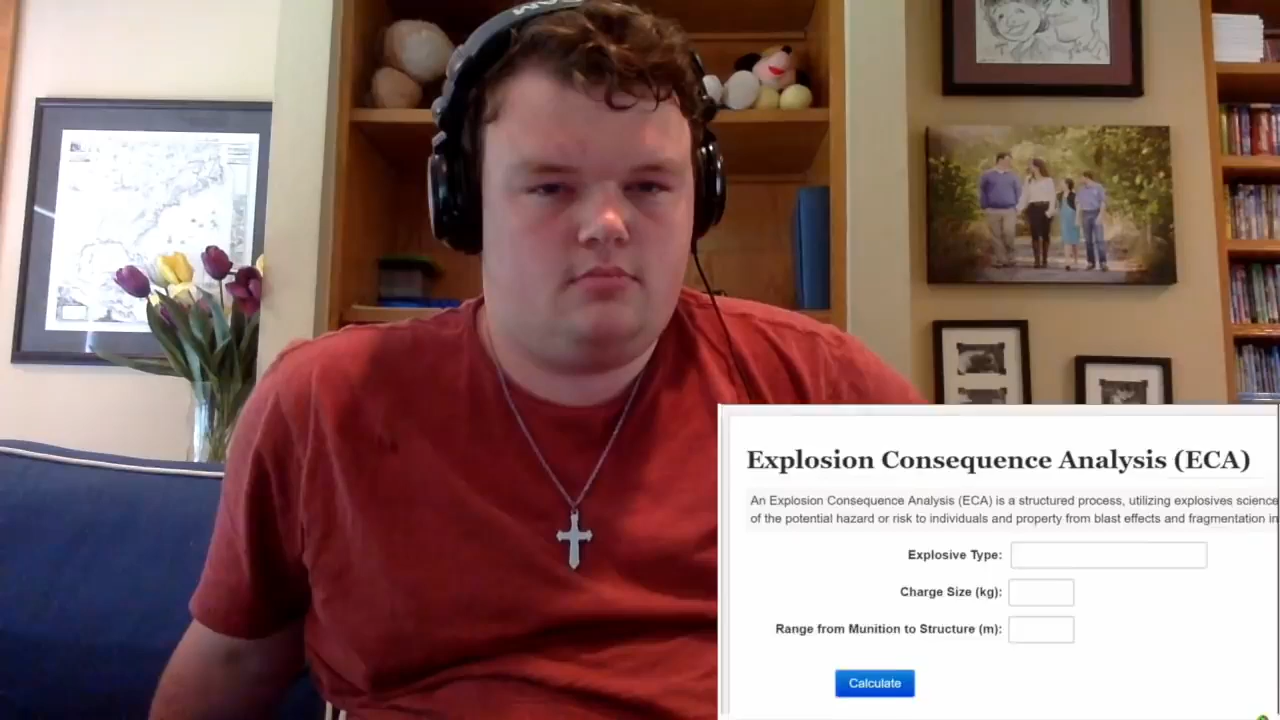 Explosion Consequence Analysis (ECA)
An Explosion Consequence Analysis (ECA) is a structured process, utilizing explosives science
of the potential hazard or risk to individuals and property from blast effects and fragmentation
Explosive Type:
Charge Size (kg):
Range from Munition to Structure (m):
Calculate